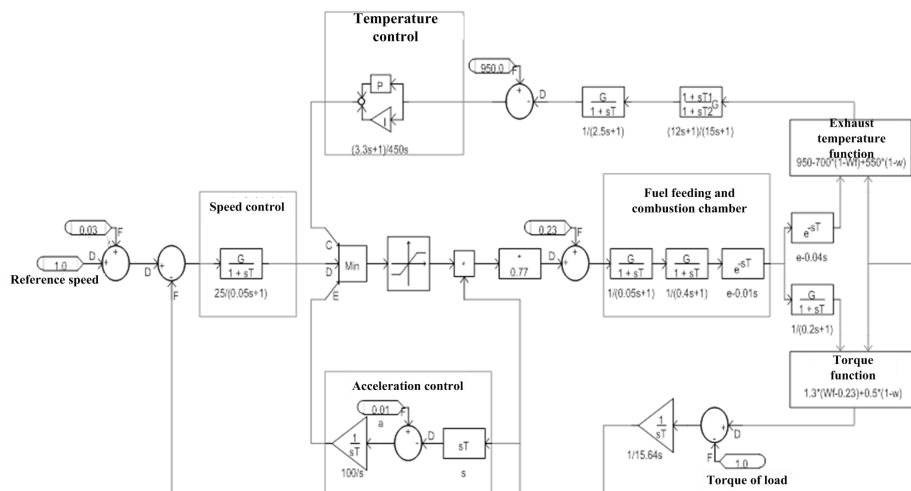 Temperature
control
950.0
F
P
+
-
D
G
1 + sT
1 + sT1
1 + sT2
G
I
1/(2.5s+1)
(12s+1)/(15s+1)
Exhaust
temperature
function
(3.3s+1)/450s
950-700*(1-Wf)+550*(1-w)
Speed control
Fuel feeding and
combustion chamber
0.03
F
0.23
F
C
e-sT
D
+
+
1.0
D
+
-
G
1 + sT
D
Min
*
*
0.77
D
+
+
G
1 + sT
G
1 + sT
e-sT
e-0.04s
Reference speed
F
25/(0.05s+1)
E
1/(0.05s+1)
1/(0.4s+1)
e-0.01s
G
1 + sT
1/(0.2s+1)
Torque
function
Acceleration control
1.3*(Wf-0.23)+0.5*(1-w)
0.01
F
a
1
sT
+
-
D
sT
1
sT
+
-
D
100/s
s
1/15.64s
F
1.0
Torque of load